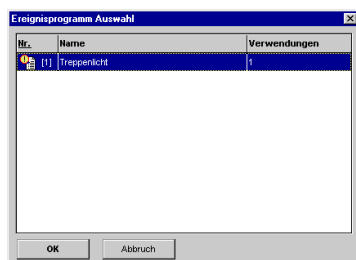 Ereignisprogramm Auswahl
Nr. Name Verwendungen
[1] Treppenlicht 1
OK Abbruch